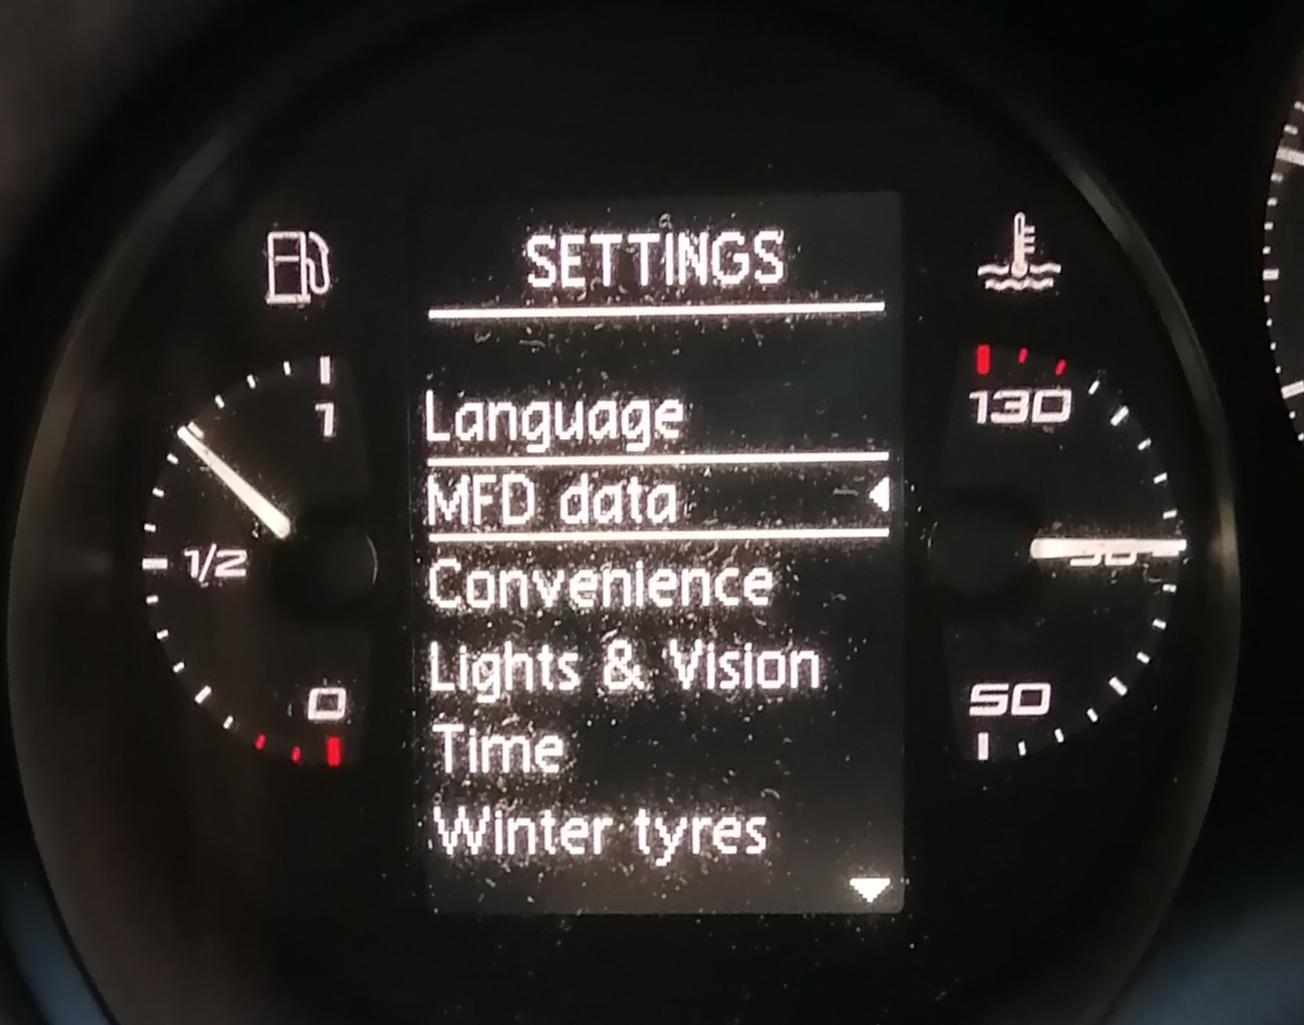 SETTINGS
Language
MFD data
Convenience
Lights & Vision
Time
Winter tyres
1
1/2
0
130
50